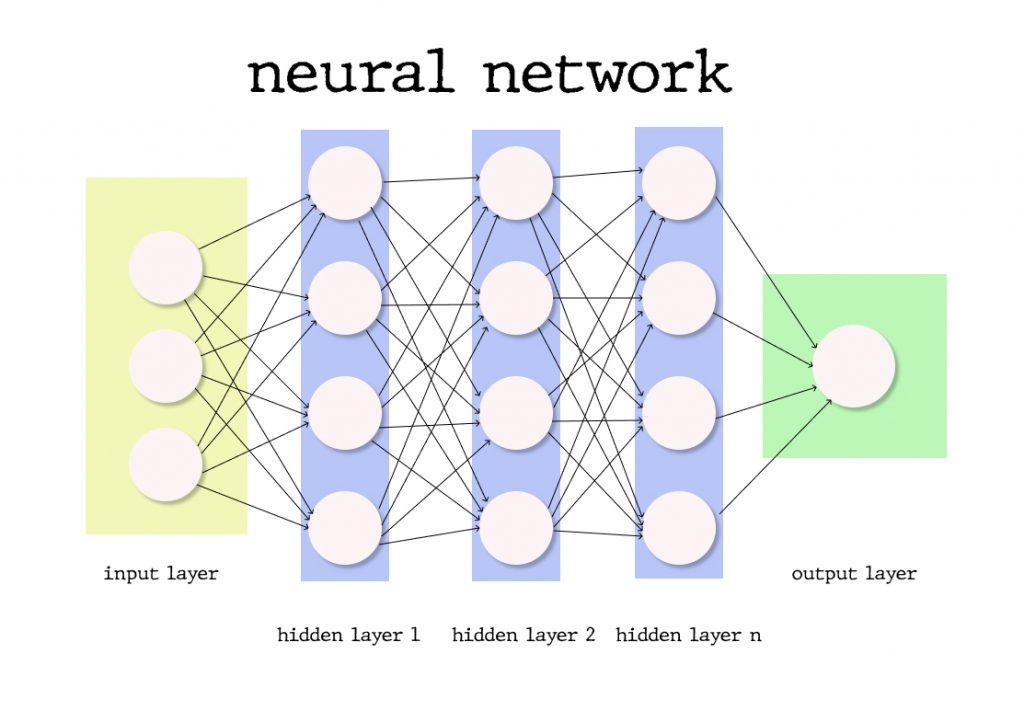 neural network
input layer
output layer
hidden layer 1
hidden layer 2
hidden layer n